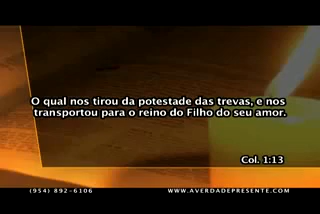 O qual nos tirou da potestade das trevas, e nos
transportou para o reino do Filho do seu amor.
Col. 1:13
(954) 892-6106
WWW.AVERDADEPRESENTE.COM